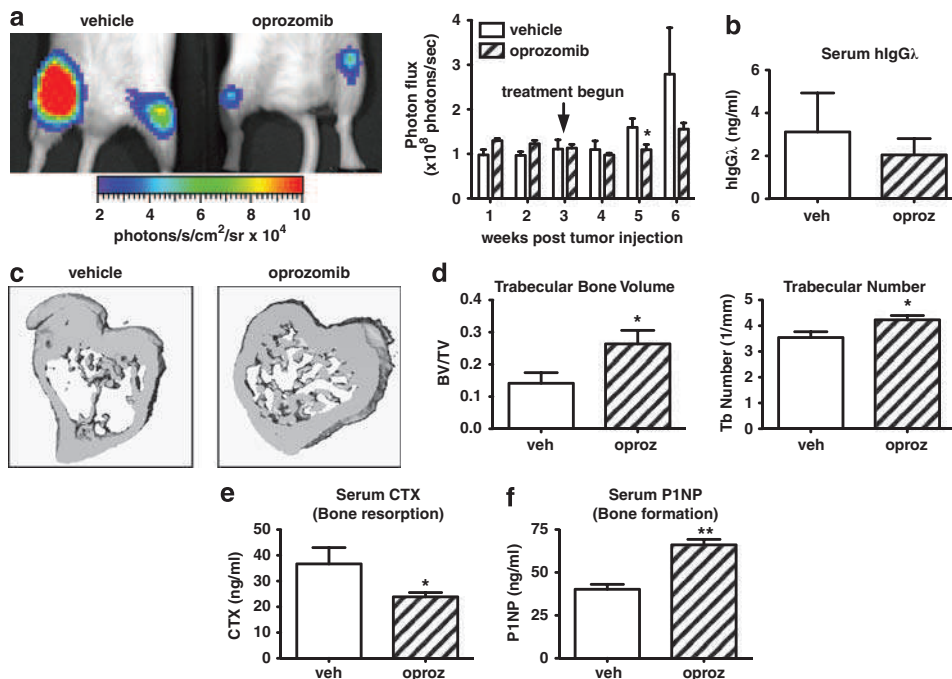 a
vehicle
oprozomib
2 4 6 8 10
photons/s/cm²/sr x 10⁴
Photon flux
(x10⁸ photons/sec)
4
3
2
1
0
vehicle
oprozomib
treatment begun
*
1 2 3 4 5 6
weeks post tumor injection
b
Serum hIgGλ
hIgGλ (ng/ml)
6
4
2
0
veh oproz
c
vehicle
oprozomib
d
Trabecular Bone Volume
BV/TV
0.4
0.3
0.2
0.1
0.0
*
veh oproz
Trabecular Number
Tb Number (1/mm)
5
4
3
2
1
0
*
veh oproz
e
Serum CTX
(Bone resorption)
CTX (ng/ml)
50
40
30
20
10
0
*
veh oproz
f
Serum P1NP
(Bone formation)
P1NP (ng/ml)
75
50
25
0
**
veh oproz